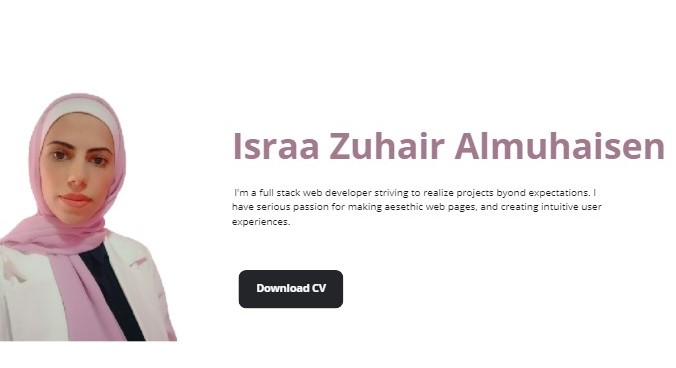 Israa Zuhair Almuhaisen
I'm a full stack web developer striving to realize projects byond expectations. I
have serious passion for making aesethic web pages, and creating intuitive user
experiences.
Download CV